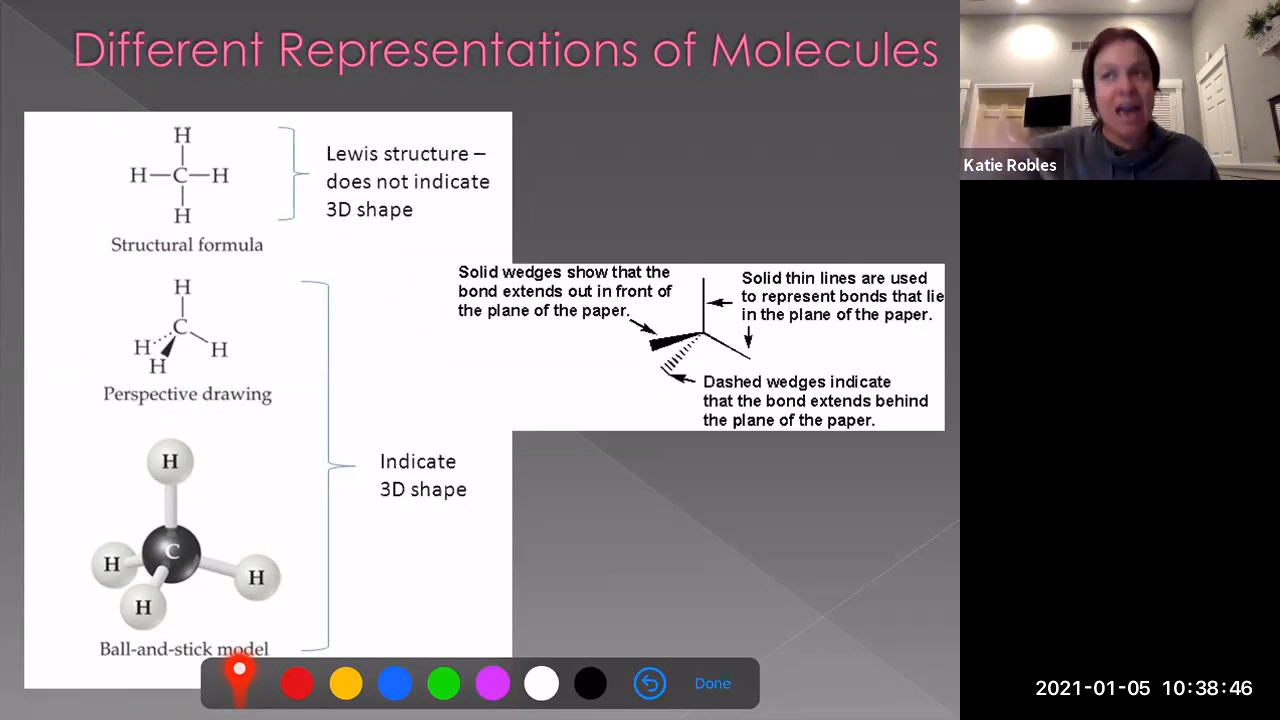 Different Representations of Molecules
H
H—C—H
H
Structural formula
Lewis structure –
does not indicate
3D shape
H
C
H
H
H
Perspective drawing
H
C
H
H
H
Ball-and-stick model
Indicate
3D shape
Solid wedges show that the
bond extends out in front of
the plane of the paper.
Solid thin lines are used
to represent bonds that lie
in the plane of the paper.
Dashed wedges indicate
that the bond extends behind
the plane of the paper.
Done
Katie Robles
2021-01-05 10:38:46